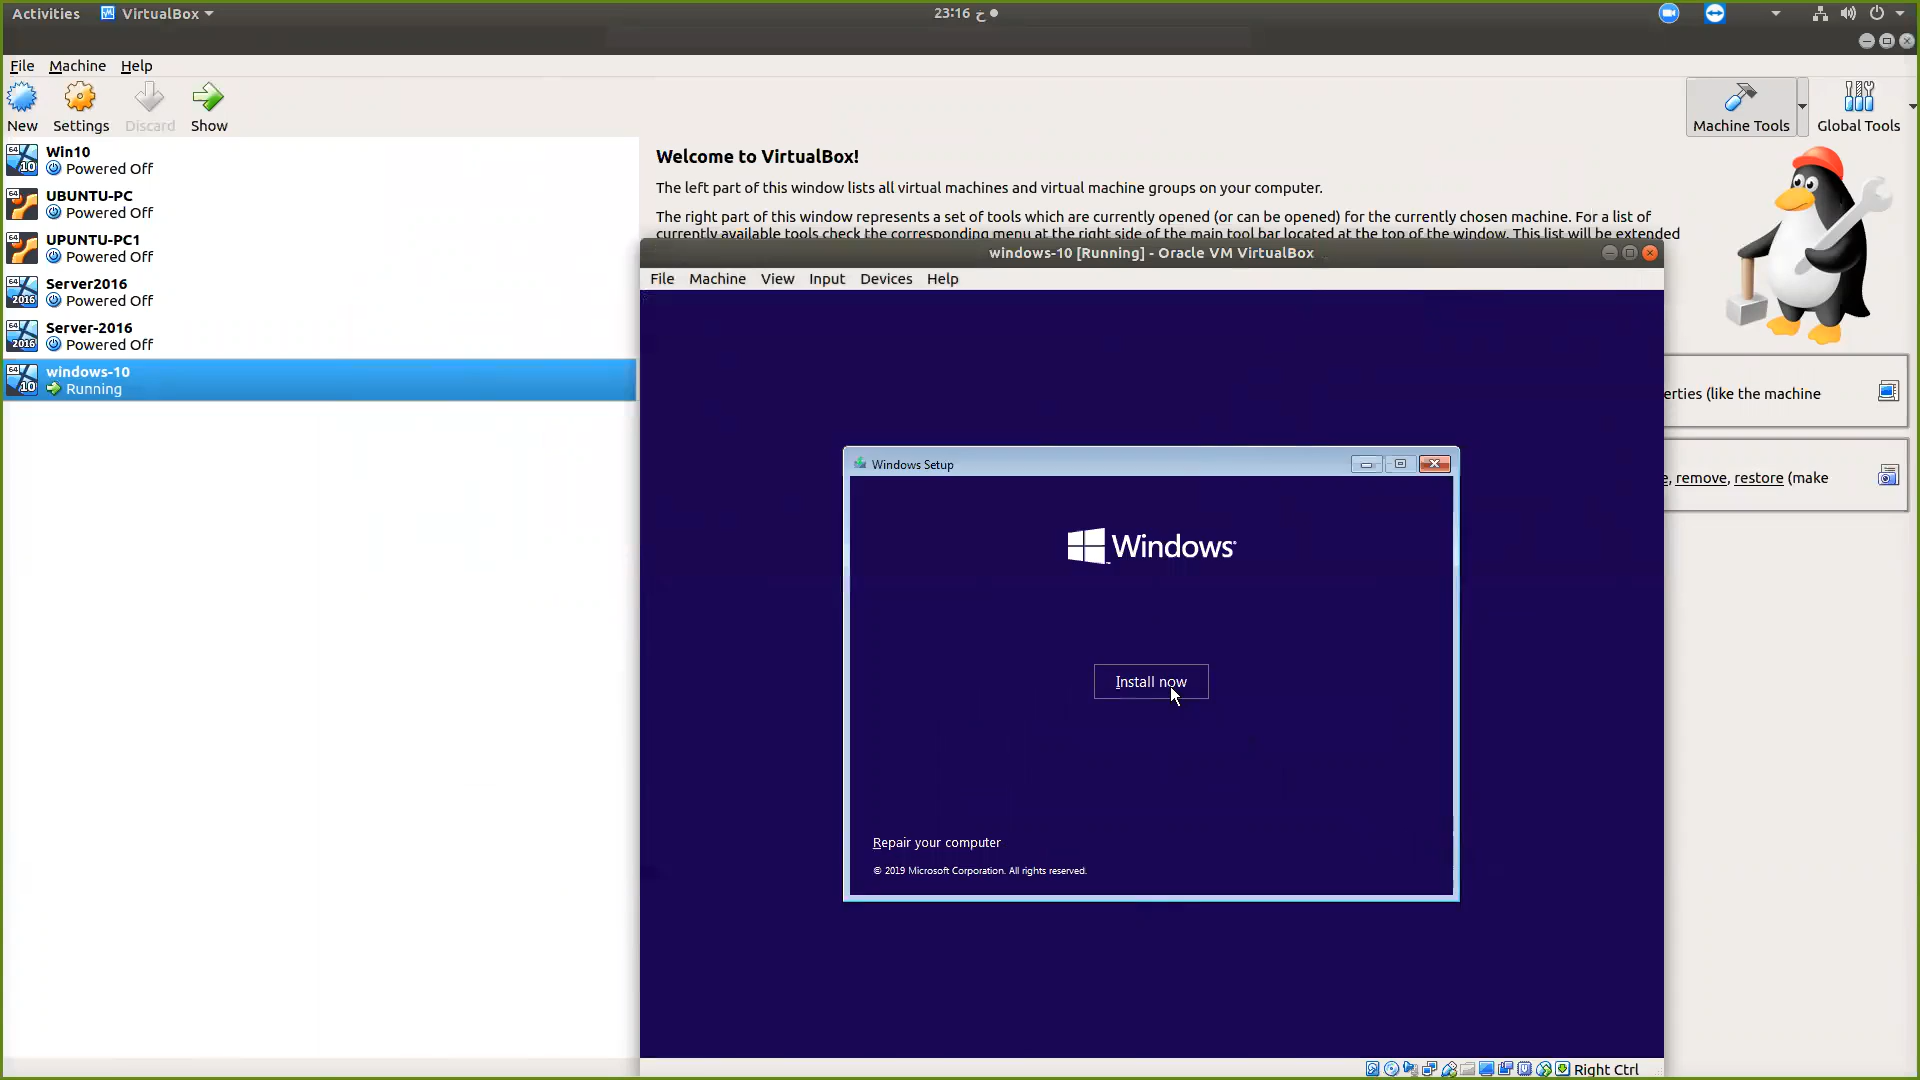 Activities VirtualBox 23:16 ح
File Machine Help
New Settings Discard Show Machine Tools Global Tools
Win10
Powered Off
UBUNTU-PC
Powered Off
UPUNTU-PC1
Powered Off
Server2016
Powered Off
Server-2016
Powered Off
windows-10
Running
Welcome to VirtualBox!
The left part of this window lists all virtual machines and virtual machine groups on your computer.
The right part of this window represents a set of tools which are currently opened (or can be opened) for the currently chosen machine. For a list of
currently available tools check the corresponding menu at the right side of the main tool bar located at the top of the window. This list will be extended
erties (like the machine
e, remove, restore (make
windows-10 [Running] - Oracle VM VirtualBox
File Machine View Input Devices Help
Windows Setup
Windows
Install now
Repair your computer
© 2019 Microsoft Corporation. All rights reserved.
Right Ctrl